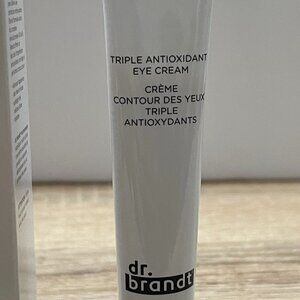 TRIPLE ANTIOXIDANT
EYE CREAM
CRÈME
CONTOUR DES YEUX
TRIPLE
ANTIOXYDANTS
dr.
brandt